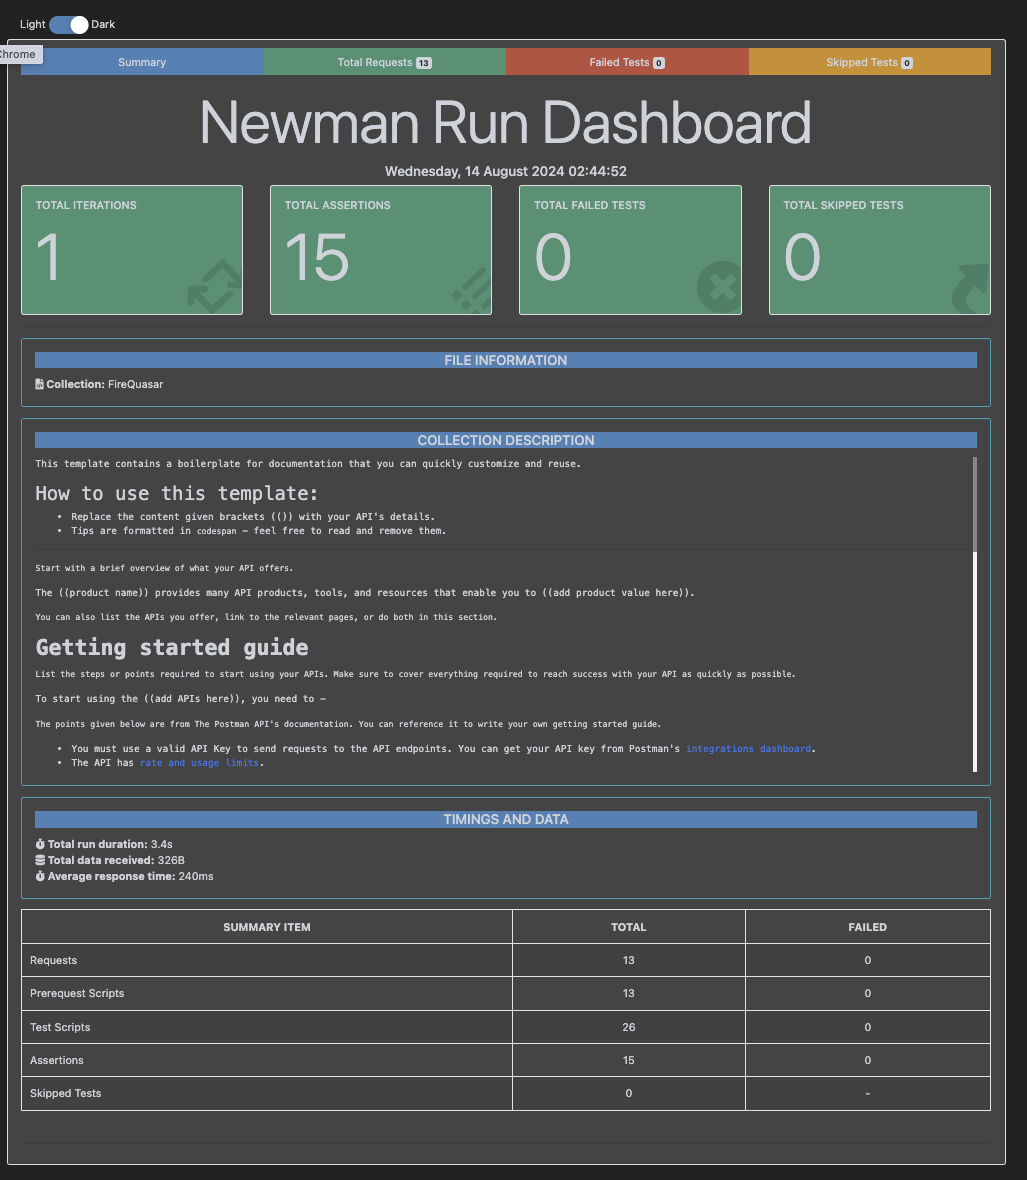 Light Dark
Chrome
Summary Total Requests 13 Failed Tests 0 Skipped Tests 0
Newman Run Dashboard
Wednesday, 14 August 2024 02:44:52
TOTAL ITERATIONS TOTAL ASSERTIONS TOTAL FAILED TESTS TOTAL SKIPPED TESTS
1 15 0 0
FILE INFORMATION
Collection: FireQuasar
COLLECTION DESCRIPTION
This template contains a boilerplate for documentation that you can quickly customize and reuse.
How to use this template:
• Replace the content given brackets (()) with your API's details.
• Tips are formatted in codespan - feel free to read and remove them.
Start with a brief overview of what your API offers.
The ((product name)) provides many API products, tools, and resources that enable you to ((add product value here)).
You can also list the APIs you offer, link to the relevant pages, or do both in this section.
Getting started guide
List the steps or points required to start using your APIs. Make sure to cover everything required to reach success with your API as quickly as possible.
To start using the ((add APIs here)), you need to -
The points given below are from The Postman API's documentation. You can reference it to write your own getting started guide.
• You must use a valid API Key to send requests to the API endpoints. You can get your API key from Postman's integrations dashboard.
• The API has rate and usage limits.
TIMINGS AND DATA
Total run duration: 3.4s
Total data received: 326B
Average response time: 240ms
SUMMARY ITEM TOTAL FAILED
Requests 13 0
Prerequest Scripts 13 0
Test Scripts 26 0
Assertions 15 0
Skipped Tests 0 -